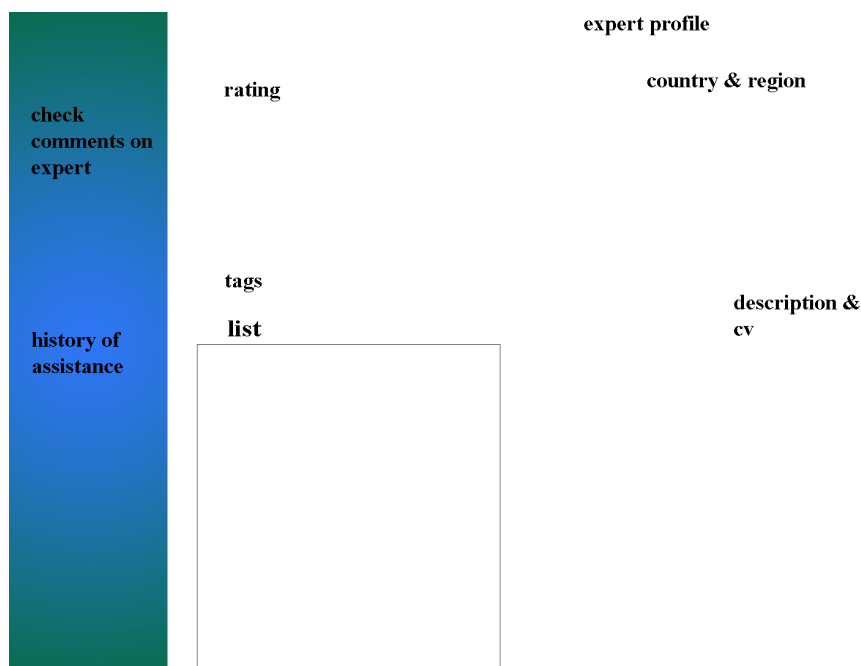 expert profile
rating
country & region
check
comments on
expert
tags
description &
cv
list
history of
assistance